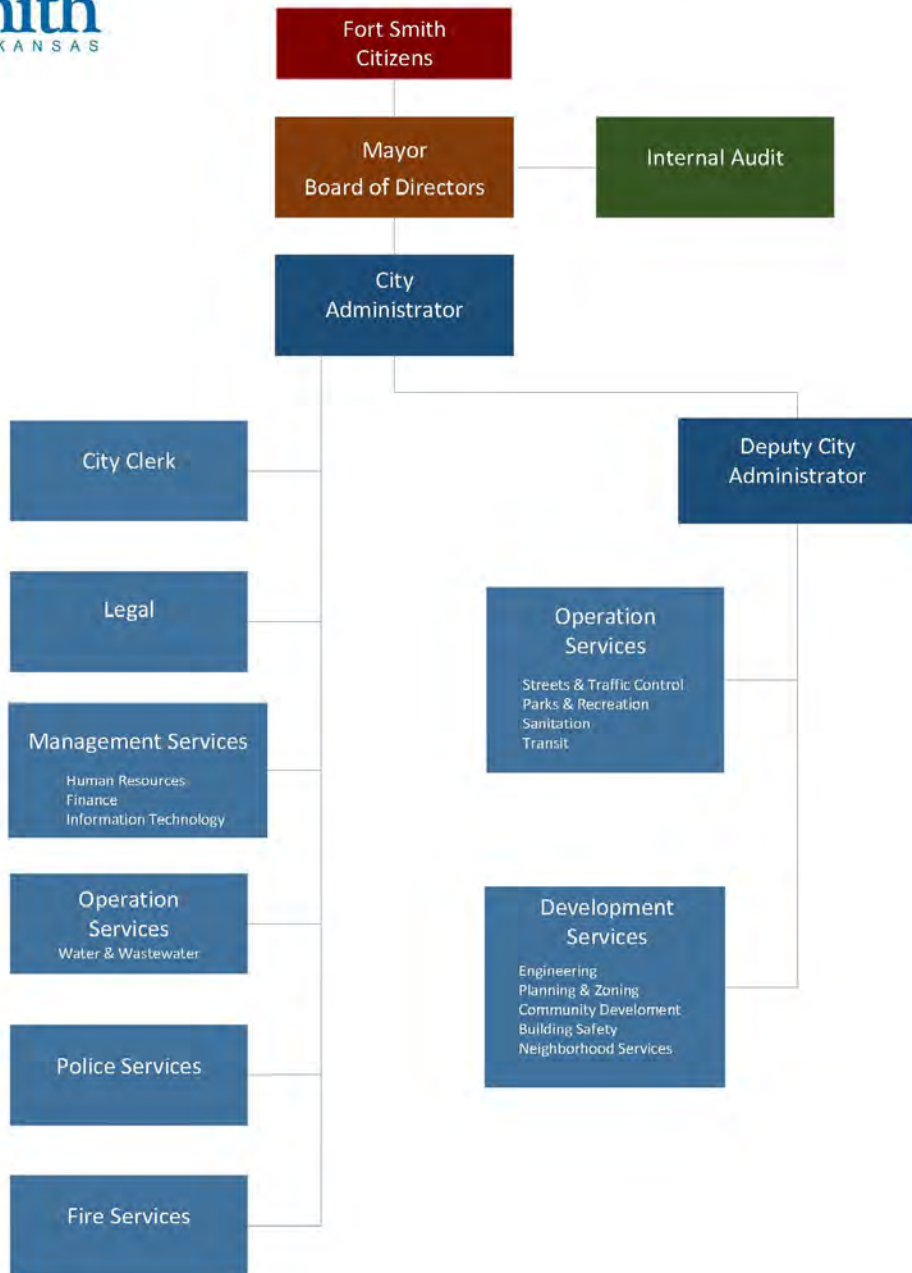 KANSAS
Fort Smith
Citizens
Mayor
Board of Directors
Internal Audit
City
Administrator
City Clerk
Deputy City
Administrator
Legal
Operation
Services
Streets & Traffic Control
Parks & Recreation
Sanitation
Transit
Management Services
Human Resources
Finance
Information Technology
Operation
Services
Water & Wastewater
Development
Services
Engineering
Planning & Zoning
Community Develoment
Building Safety
Neighborhood Services
Police Services
Fire Services